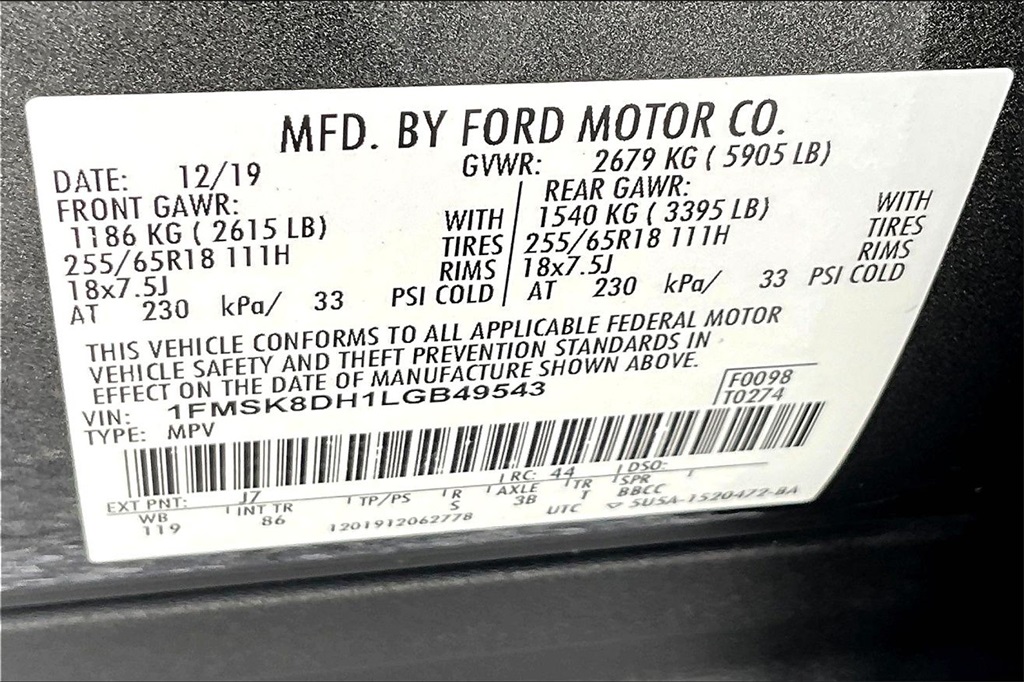 MFD. BY FORD MOTOR CO.
DATE: 12/19 GVWR: 2679 KG ( 5905 LB)
FRONT GAWR: REAR GAWR:
1186 KG ( 2615 LB) WITH 1540 KG ( 3395 LB) WITH
255/65R18 111H TIRES 255/65R18 111H TIRES
18x7.5J RIMS 18x7.5J RIMS
AT 230 kPa/ 33 PSI COLD AT 230 kPa/ 33 PSI COLD
THIS VEHICLE CONFORMS TO ALL APPLICABLE FEDERAL MOTOR
VEHICLE SAFETY AND THEFT PREVENTION STANDARDS IN
EFFECT ON THE DATE OF MANUFACTURE SHOWN ABOVE.
VIN: 1FMSK8DH1LGB49543 F0098
TYPE: MPV T0274
EXT PNT: J7 RC: 44 DSO:
WB INT TR TP/PS R AXLE TR SPR
119 86 S 3B T BBCC
1201912062778 UTC ▽ 5U5A-1520472-BA